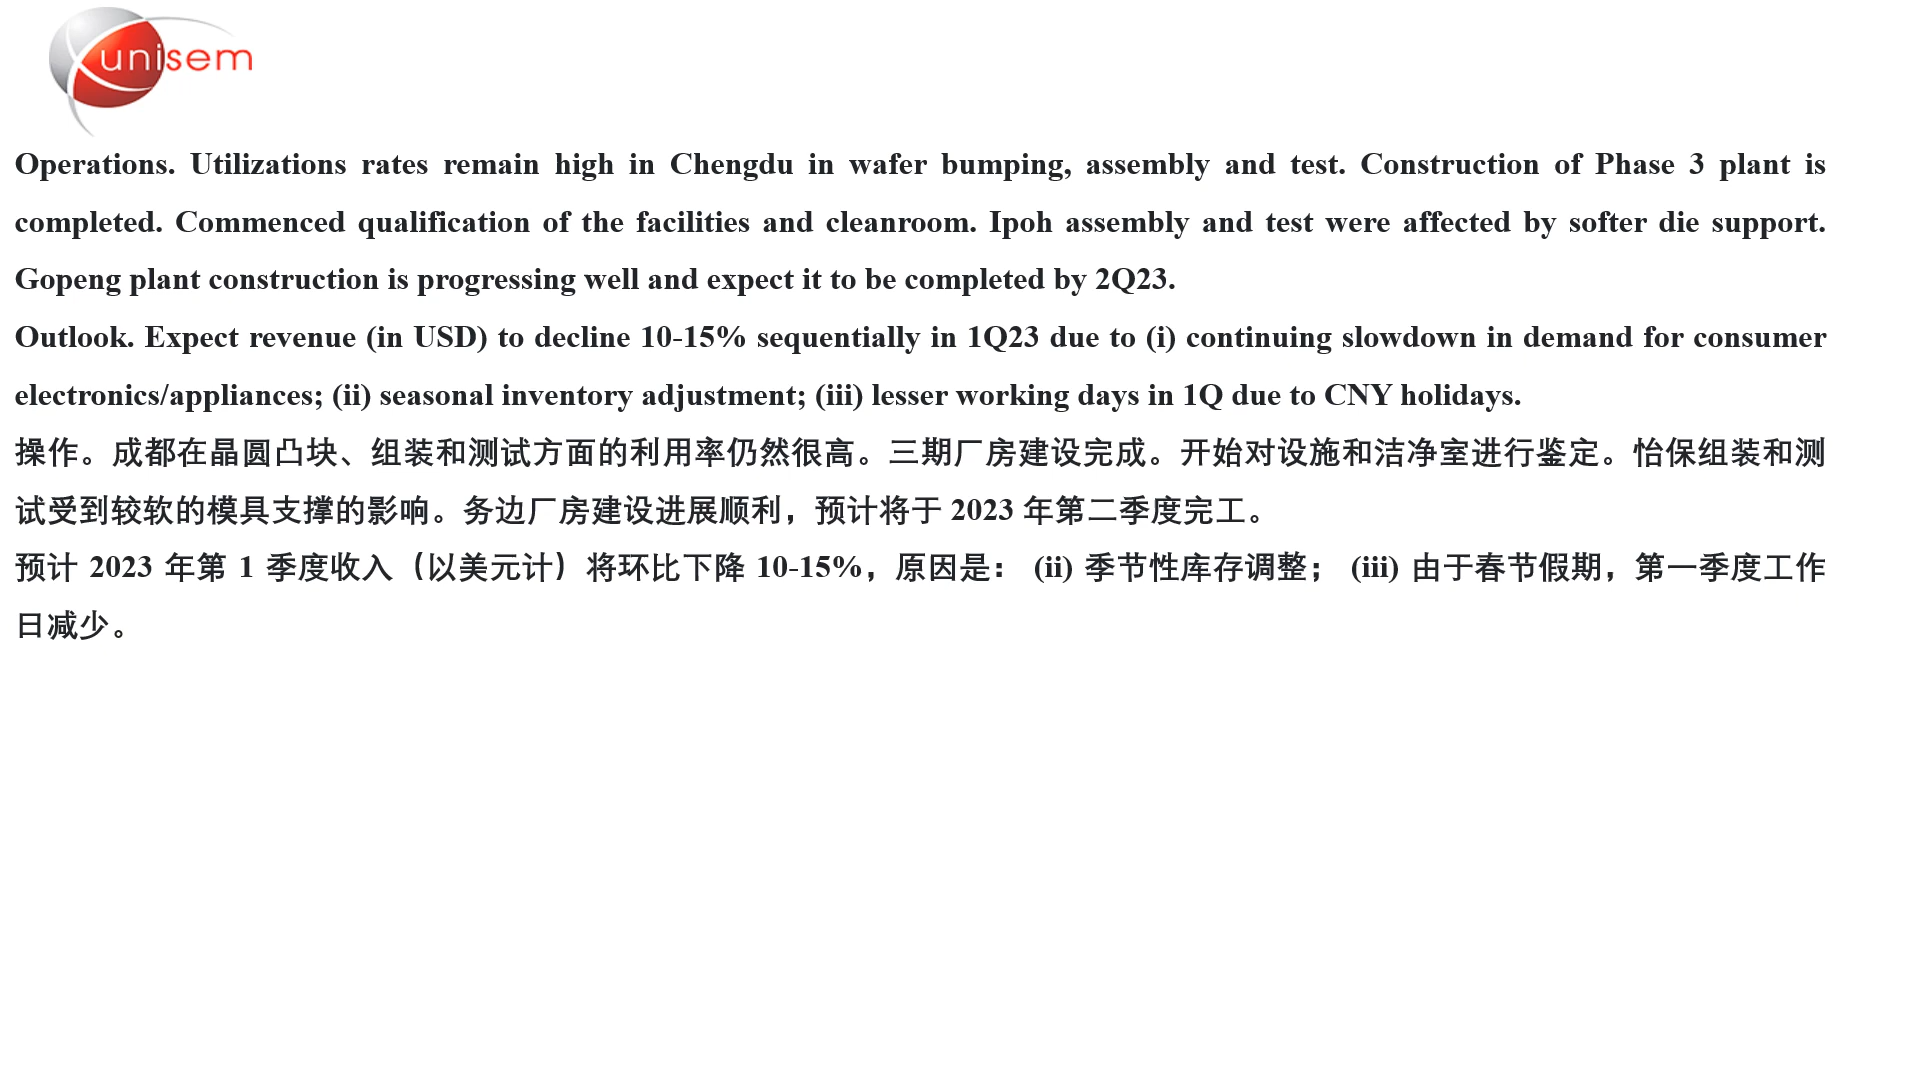 unisem
Operations. Utilizations rates remain high in Chengdu in wafer bumping, assembly and test. Construction of Phase 3 plant is
completed. Commenced qualification of the facilities and cleanroom. Ipoh assembly and test were affected by softer die support.
Gopeng plant construction is progressing well and expect it to be completed by 2Q23.
Outlook. Expect revenue (in USD) to decline 10-15% sequentially in 1Q23 due to (i) continuing slowdown in demand for consumer
electronics/appliances; (ii) seasonal inventory adjustment; (iii) lesser working days in 1Q due to CNY holidays.
操作。成都在晶圆凸块、组装和测试方面的利用率仍然很高。三期厂房建设完成。开始对设施和洁净室进行鉴定。怡保组装和测
试受到较软的模具支撑的影响。务边厂房建设进展顺利，预计将于 2023 年第二季度完工。
预计 2023 年第 1 季度收入（以美元计）将环比下降 10-15%，原因是： (ii) 季节性库存调整； (iii) 由于春节假期，第一季度工作
日减少。